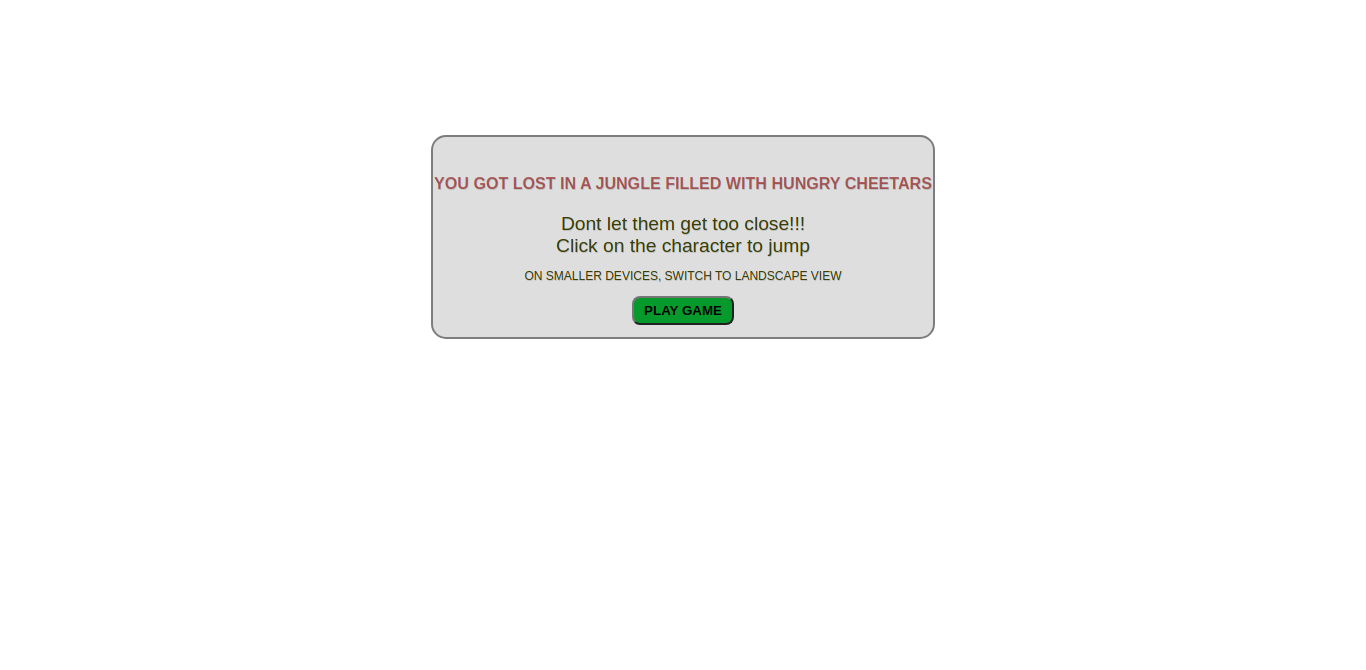 YOU GOT LOST IN A JUNGLE FILLED WITH HUNGRY CHEETARS
Dont let them get too close!!!
Click on the character to jump
ON SMALLER DEVICES, SWITCH TO LANDSCAPE VIEW
PLAY GAME